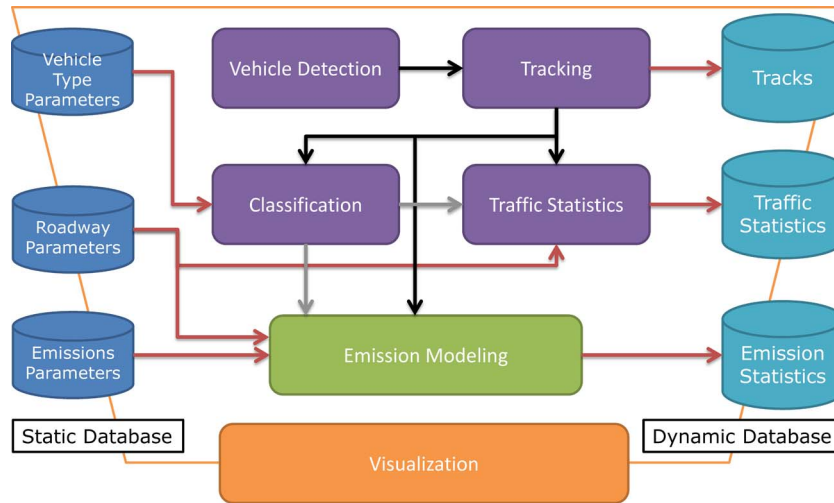 Vehicle
Type
Parameters
Vehicle Detection
Tracking
Tracks
Roadway
Parameters
Classification
Traffic Statistics
Traffic
Statistics
Emissions
Parameters
Emission Modeling
Emission
Statistics
Static Database
Visualization
Dynamic Database